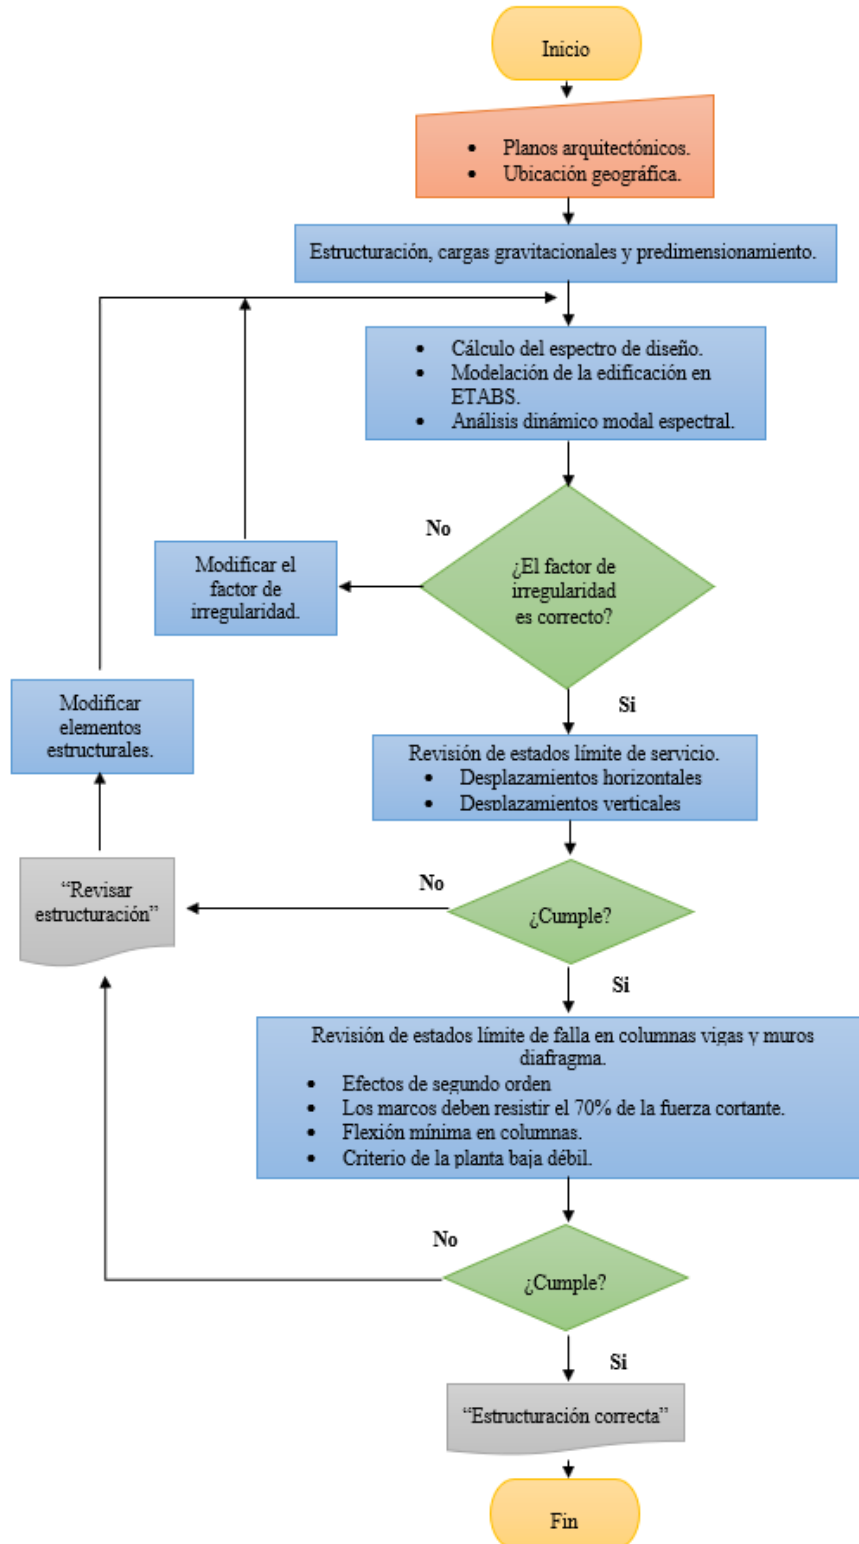 Inicio
• Planos arquitectónicos.
• Ubicación geográfica.
Estructuración, cargas gravitacionales y predimensionamiento.
• Cálculo del espectro de diseño.
• Modelación de la edificación en
ETABS.
• Análisis dinámico modal espectral.
No
¿El factor de
irregularidad
es correcto?
Modificar el
factor de
irregularidad.
Si
Modificar
elementos
estructurales.
Revisión de estados límite de servicio.
• Desplazamientos horizontales
• Desplazamientos verticales
No
¿Cumple?
“Revisar
estructuración”
Si
Revisión de estados límite de falla en columnas vigas y muros
diafragma.
• Efectos de segundo orden
• Los marcos deben resistir el 70% de la fuerza cortante.
• Flexión mínima en columnas.
• Criterio de la planta baja débil.
No
¿Cumple?
Si
“Estructuración correcta”
Fin